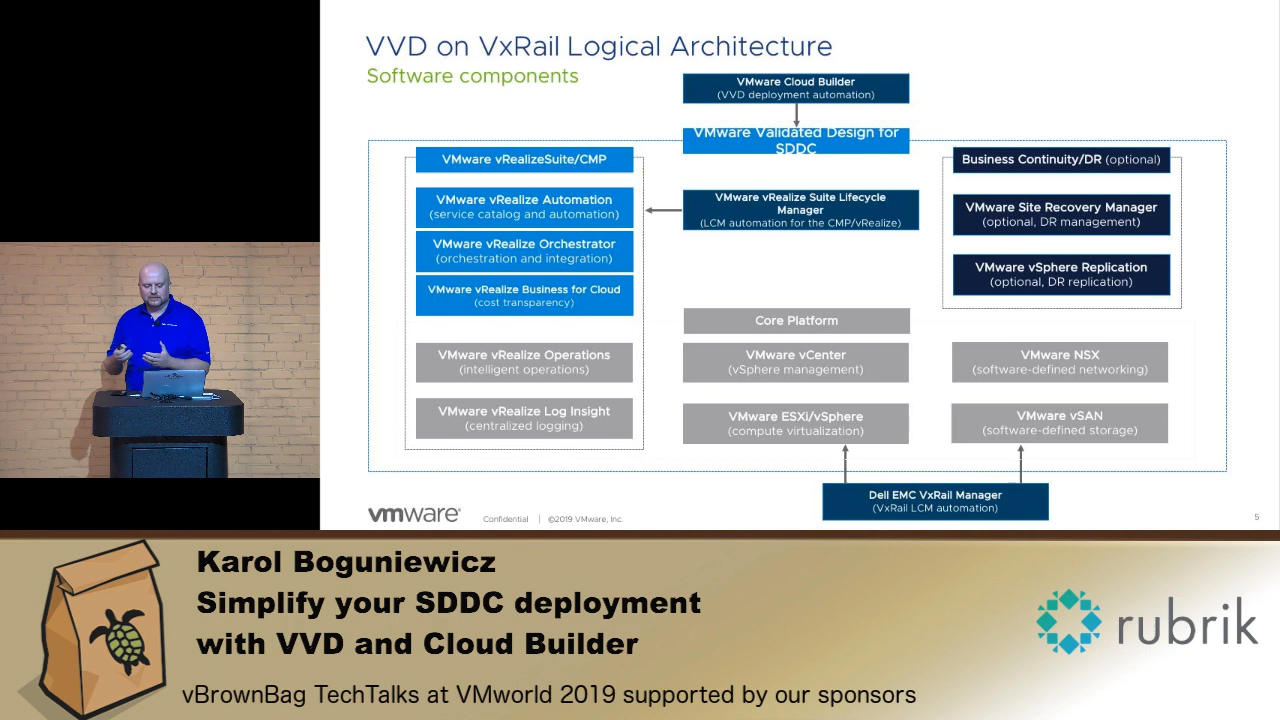 VVD on VxRail Logical Architecture
Software components
VMware Cloud Builder
(VVD deployment automation)
VMware Validated Design for
SDDC
VMware vRealizeSuite/CMP
VMware vRealize Automation
(service catalog and automation)
VMware vRealize Orchestrator
(orchestration and integration)
VMware vRealize Business for Cloud
(cost transparency)
VMware vRealize Operations
(intelligent operations)
VMware vRealize Log Insight
(centralized logging)
VMware vRealize Suite Lifecycle
Manager
(LCM automation for the CMP/vRealize)
Core Platform
VMware vCenter
(vSphere management)
VMware ESXi/vSphere
(compute virtualization)
Business Continuity/DR (optional)
VMware Site Recovery Manager
(optional, DR management)
VMware vSphere Replication
(optional, DR replication)
VMware NSX
(software-defined networking)
VMware vSAN
(software-defined storage)
Dell EMC VxRail Manager
(VxRail LCM automation)
vmware®
Confidential | ©2019 VMware, Inc.
5
Karol Boguniewicz
Simplify your SDDC deployment
with VVD and Cloud Builder
vBrownBag TechTalks at VMworld 2019 supported by our sponsors
rubrik